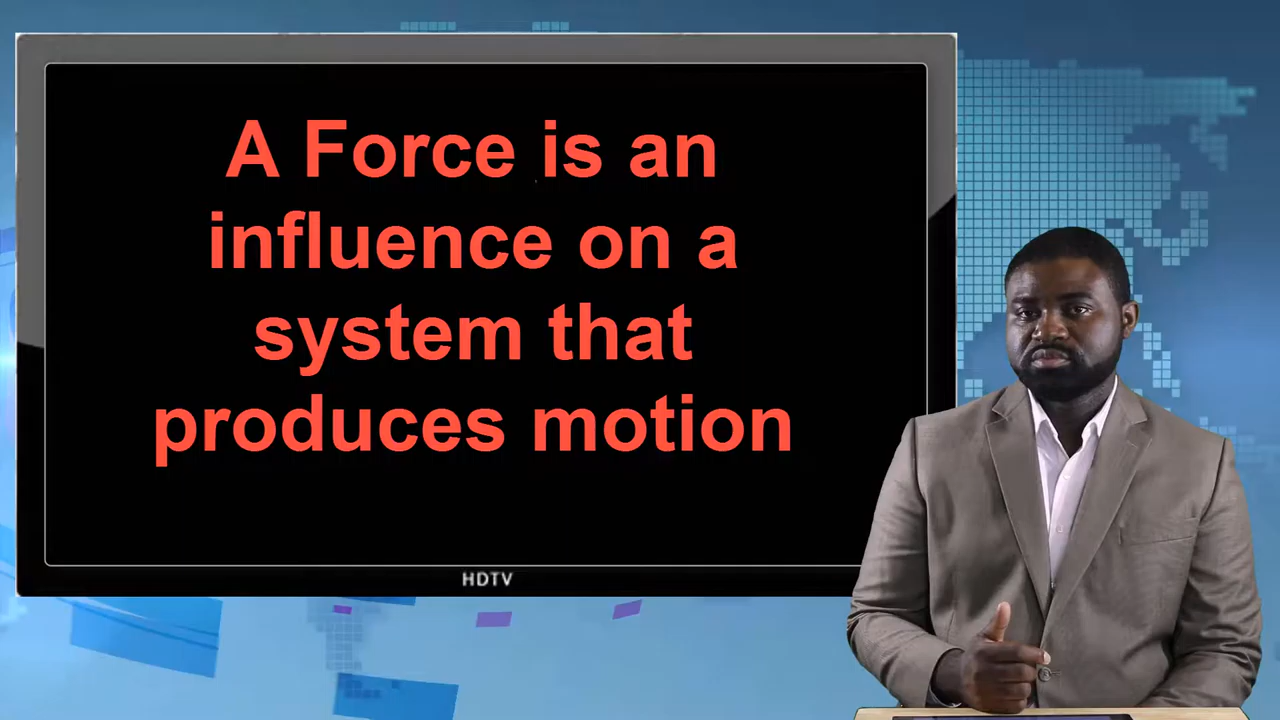 A Force is an
influence on a
system that
produces motion
HDTV